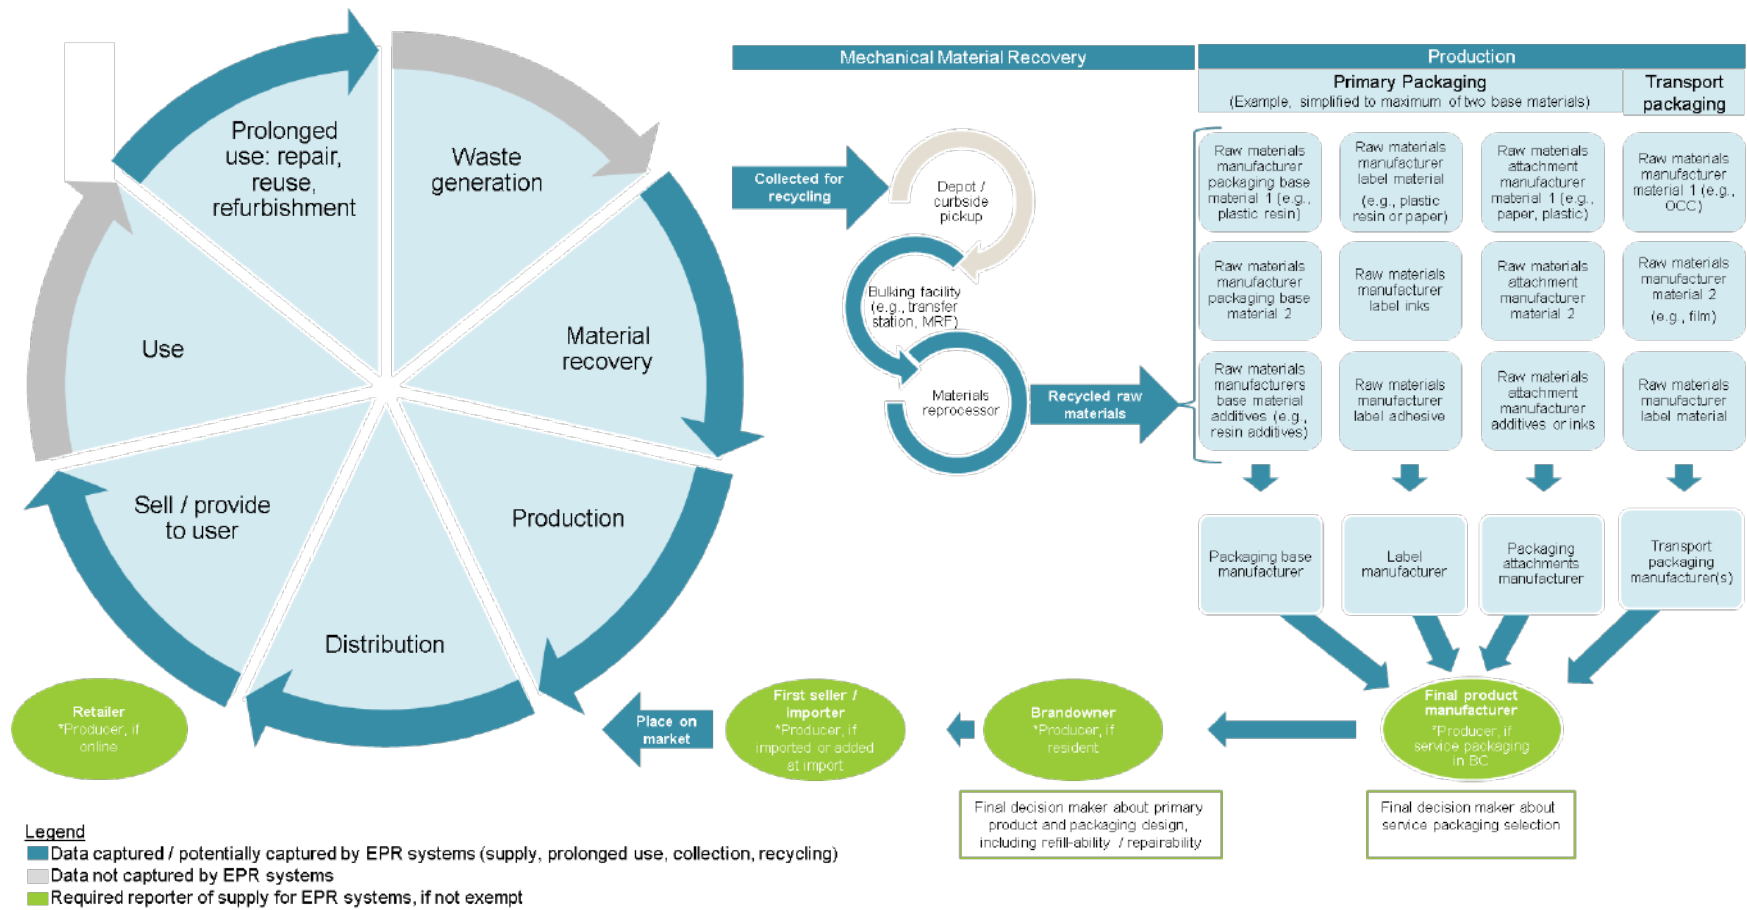 Prolonged
use: repair,
reuse,
refurbishment
Waste
generation
Material
recovery
Production
Distribution
Sell / provide
to user
Use
Mechanical Material Recovery
Collected for
recycling
Depot /
curbside
pickup
Bulking facility
(e.g., transfer
station, MRF)
Materials
reprocessor
Recycled raw
materials
Production
Primary Packaging
(Example, simplified to maximum of two base materials)
Transport
packaging
Raw materials
manufacturer
packaging base
material 1 (e.g.,
plastic resin)
Raw materials
manufacturer
label material
(e.g., plastic
resin or paper)
Raw materials
attachment
manufacturer
material 1 (e.g.,
paper, plastic)
Raw materials
manufacturer
material 1 (e.g.,
OCC)
Raw materials
manufacturer
packaging base
material 2
Raw materials
manufacturer
label inks
Raw materials
attachment
manufacturer
material 2
Raw materials
manufacturer
material 2
(e.g., film)
Raw materials
manufacturers
base material
additives (e.g.,
resin additives)
Raw materials
manufacturer
label adhesive
Raw materials
attachment
manufacturer
additives or inks
Raw materials
manufacturer
label material
Packaging base
manufacturer
Label
manufacturer
Packaging
attachments
manufacturer
Transport
packaging
manufacturer(s)
Final product
manufacturer
*Producer, if
service packaging
in BC
Brandowner
*Producer, if
resident
First seller /
importer
*Producer, if
imported or added
at import
Place on
market
Retailer
*Producer, if
online
Final decision maker about primary
product and packaging design,
including refill-ability / repairability
Final decision maker about
service packaging selection
Legend
Data captured / potentially captured by EPR systems (supply, prolonged use, collection, recycling)
Data not captured by EPR systems
Required reporter of supply for EPR systems, if not exempt